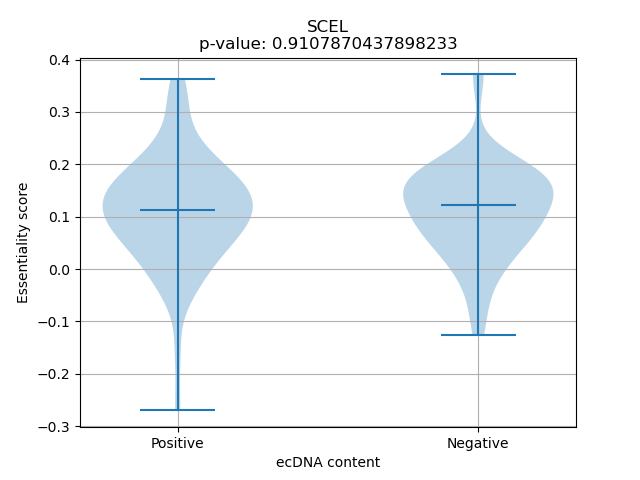 SCEL
p-value: 0.9107870437898233
0.4
0.3
0.2
0.1
0.0
−0.1
−0.2
−0.3
Essentiality score
Positive
Negative
ecDNA content